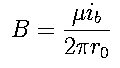 B = \frac{\mu i_b}{2\pi r_0}